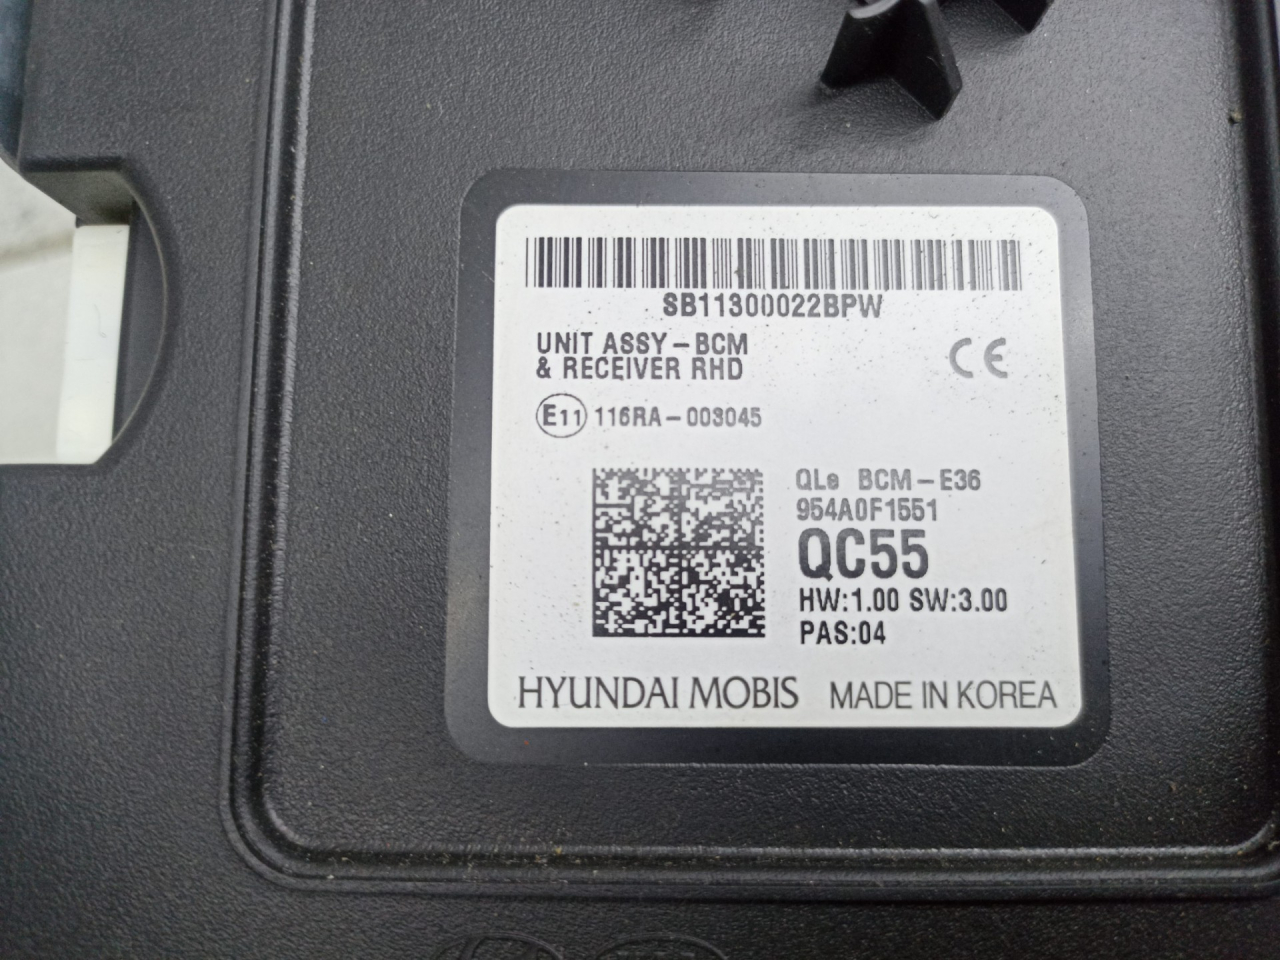 SB11300022BPW
UNIT ASSY-BCM
& RECEIVER RHD
CE
E11 116RA-003045
QLe BCM-E36
954A0F1551
QC55
HW:1.00 SW:3.00
PAS:04
HYUNDAI MOBIS MADE IN KOREA